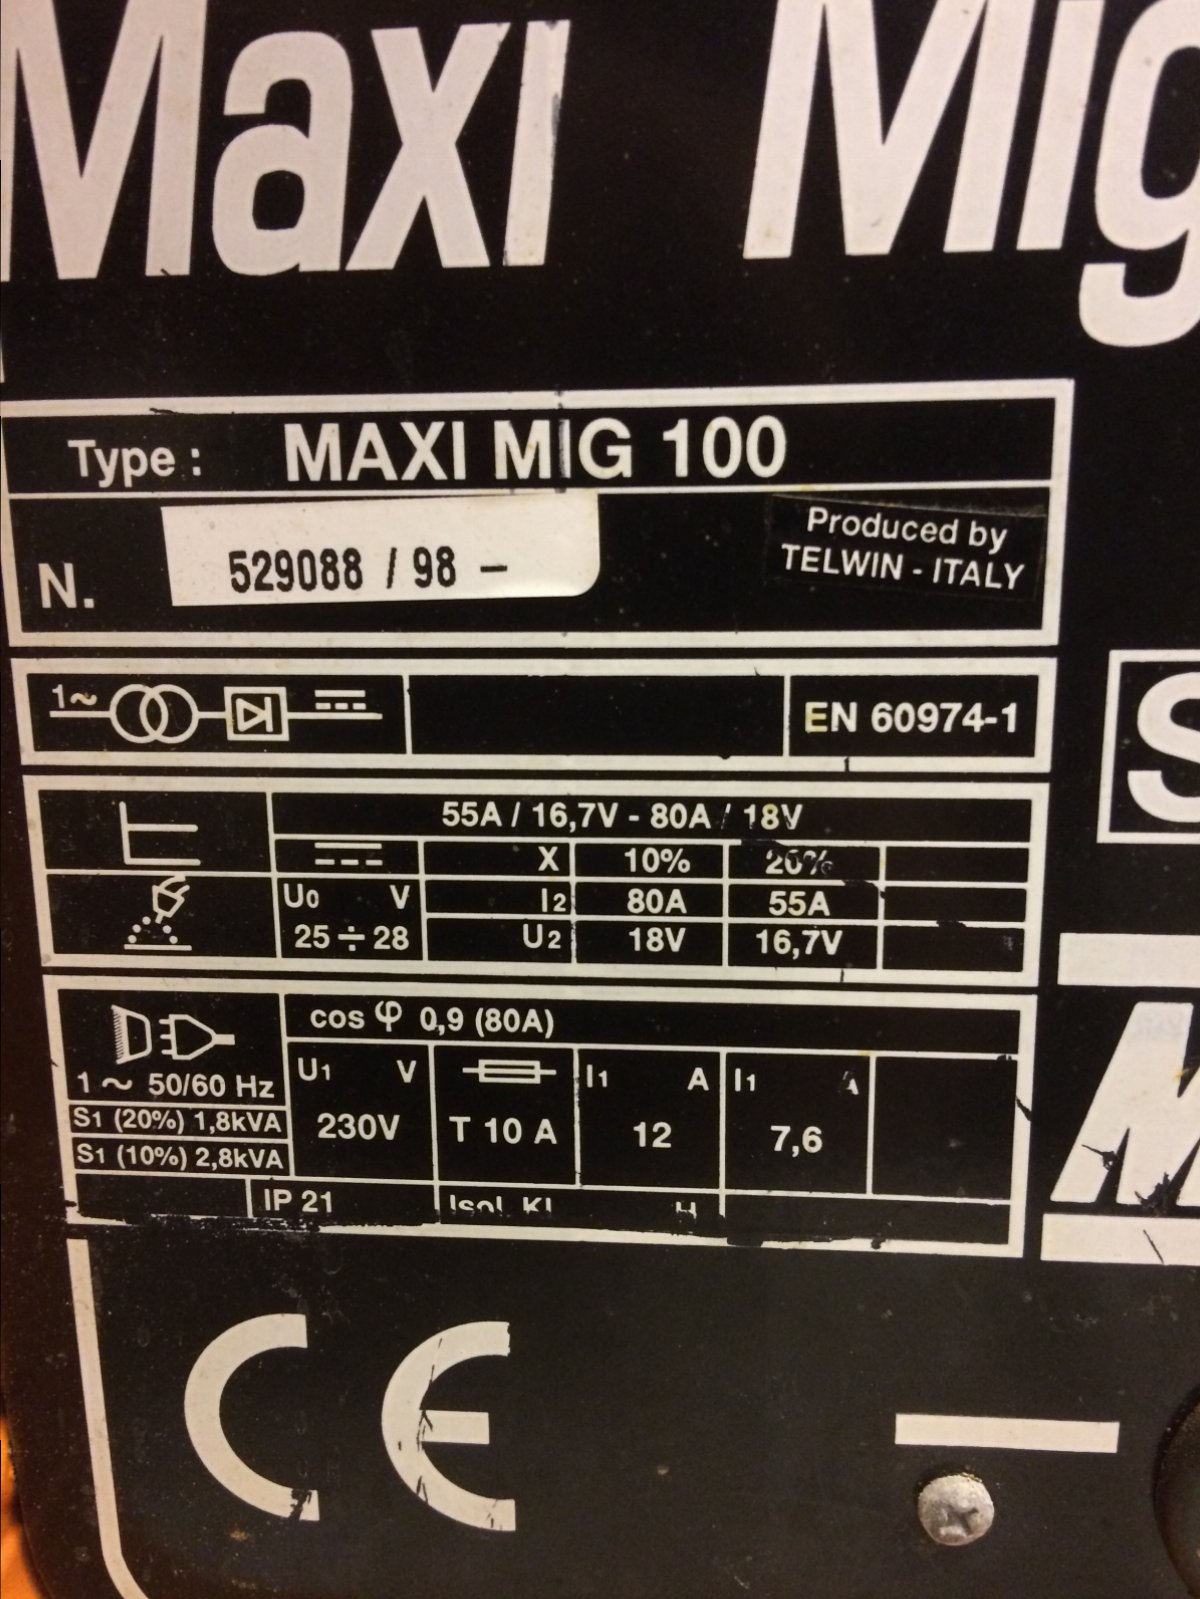 Maxi Mig
Type : MAXI MIG 100
N. 529088 / 98 –
Produced by
TELWIN - ITALY
1~
EN 60974-1
S
55A / 16,7V - 80A / 18V
X 10% 20%
U0 V I2 80A 55A
25 ÷ 28 U2 18V 16,7V
cos φ 0,9 (80A)
1 ~ 50/60 Hz
S1 (20%) 1,8kVA
S1 (10%) 2,8kVA
U1 V I1 A I1 A
230V T 10 A 12 7,6
M
IP 21 Isol. Kl. H
CE